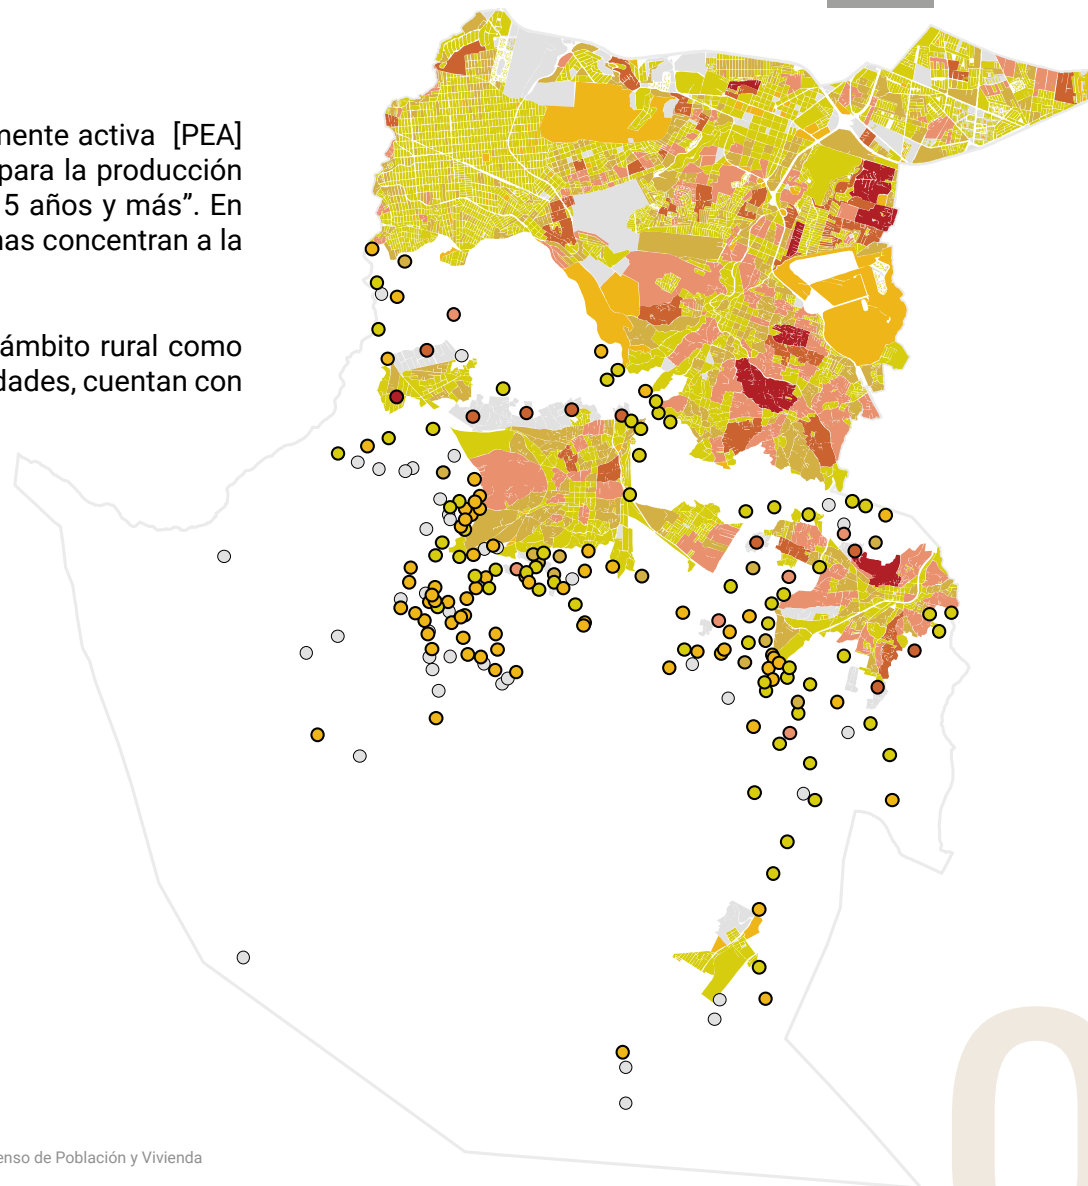 mente activa [PEA]
para la producción
5 años y más”. En
nas concentran a la
ámbito rural como
dades, cuentan con
enso de Población y Vivienda
0